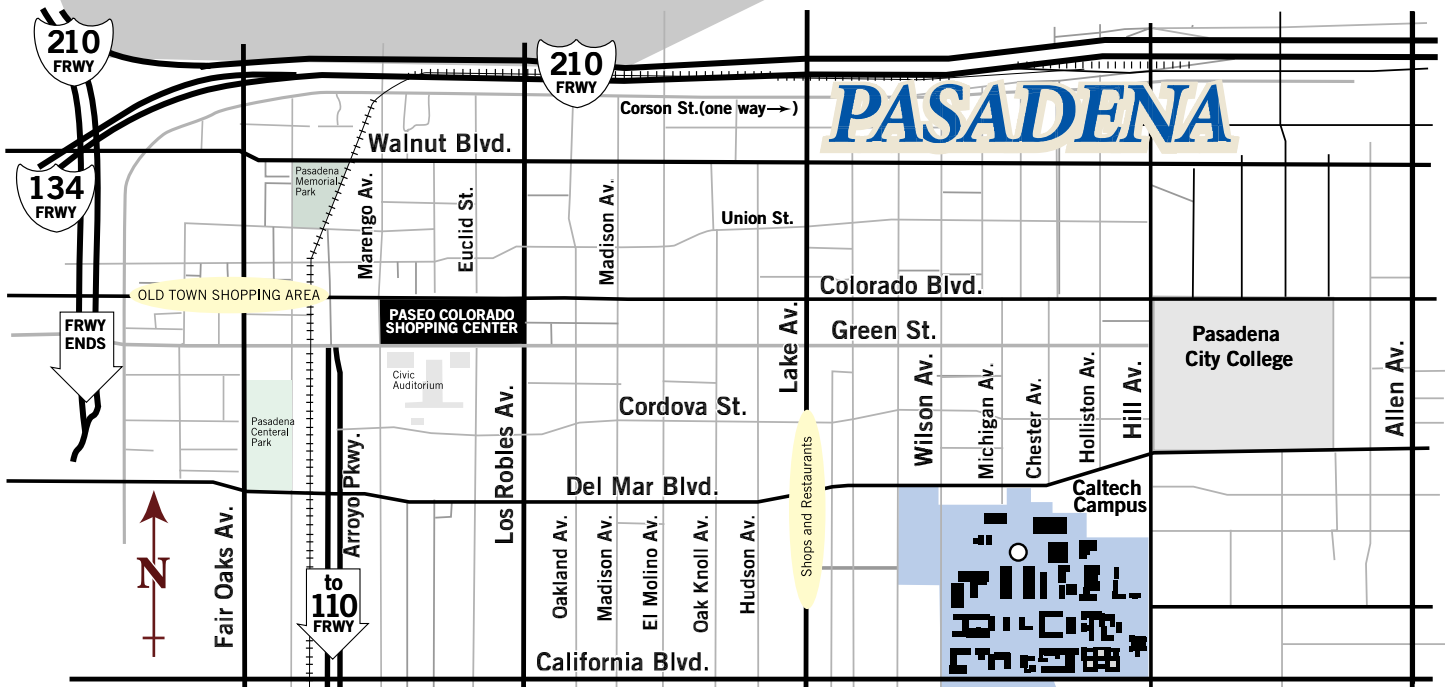 210
FRWY
210
FRWY
Corson St.(one way→)
PASADENA
Walnut Blvd.
134
FRWY
Pasadena
Memorial
Park
Marengo Av.
Euclid St.
Madison Av.
Union St.
OLD TOWN SHOPPING AREA
Colorado Blvd.
FRWY
ENDS
PASEO COLORADO
SHOPPING CENTER
Lake Av.
Green St.
Pasadena
City College
Civic
Auditorium
Wilson Av.
Michigan Av.
Chester Av.
Holliston Av.
Hill Av.
Allen Av.
Pasadena
Central
Park
Cordova St.
Los Robles Av.
Arroyo Pkwy.
Del Mar Blvd.
Shops and Restaurants
Caltech
Campus
N
Fair Oaks Av.
to
110
FRWY
Oakland Av.
Madison Av.
El Molino Av.
Oak Knoll Av.
Hudson Av.
California Blvd.